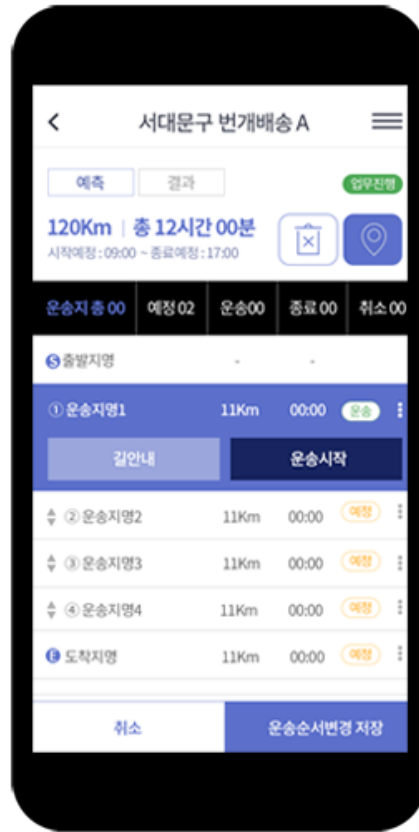 서대문구 번개배송 A
예측 결과 업무진행
120Km | 총 12시간 00분
시작예정 : 09:00 ~ 종료예정 : 17:00
운송지 총 00 예정 02 운송00 종료 00 취소 00
S 출발지명 - -
① 운송지명1 11Km 00:00 운송
길안내 운송시작
② 운송지명2 11Km 00:00 예정
③ 운송지명3 11Km 00:00 예정
④ 운송지명4 11Km 00:00 예정
E 도착지명 11Km 00:00 예정
취소 운송순서변경 저장